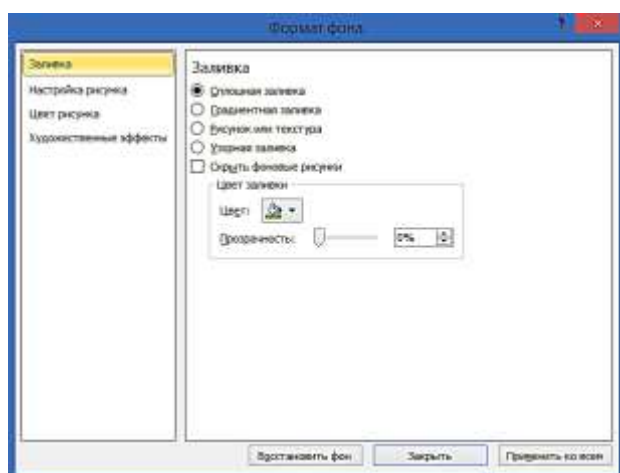 Формат фона
?
Заливка
Настройка рисунка
Цвет рисунка
Художественные эффекты
Заливка
Сплошная заливка
Градиентная заливка
Рисунок или текстура
Узорная заливка
Скрыть фоновые рисунки
Цвет заливки
Цвет:
Прозрачность: 0%
Восстановить фон Закрыть Применить ко всем